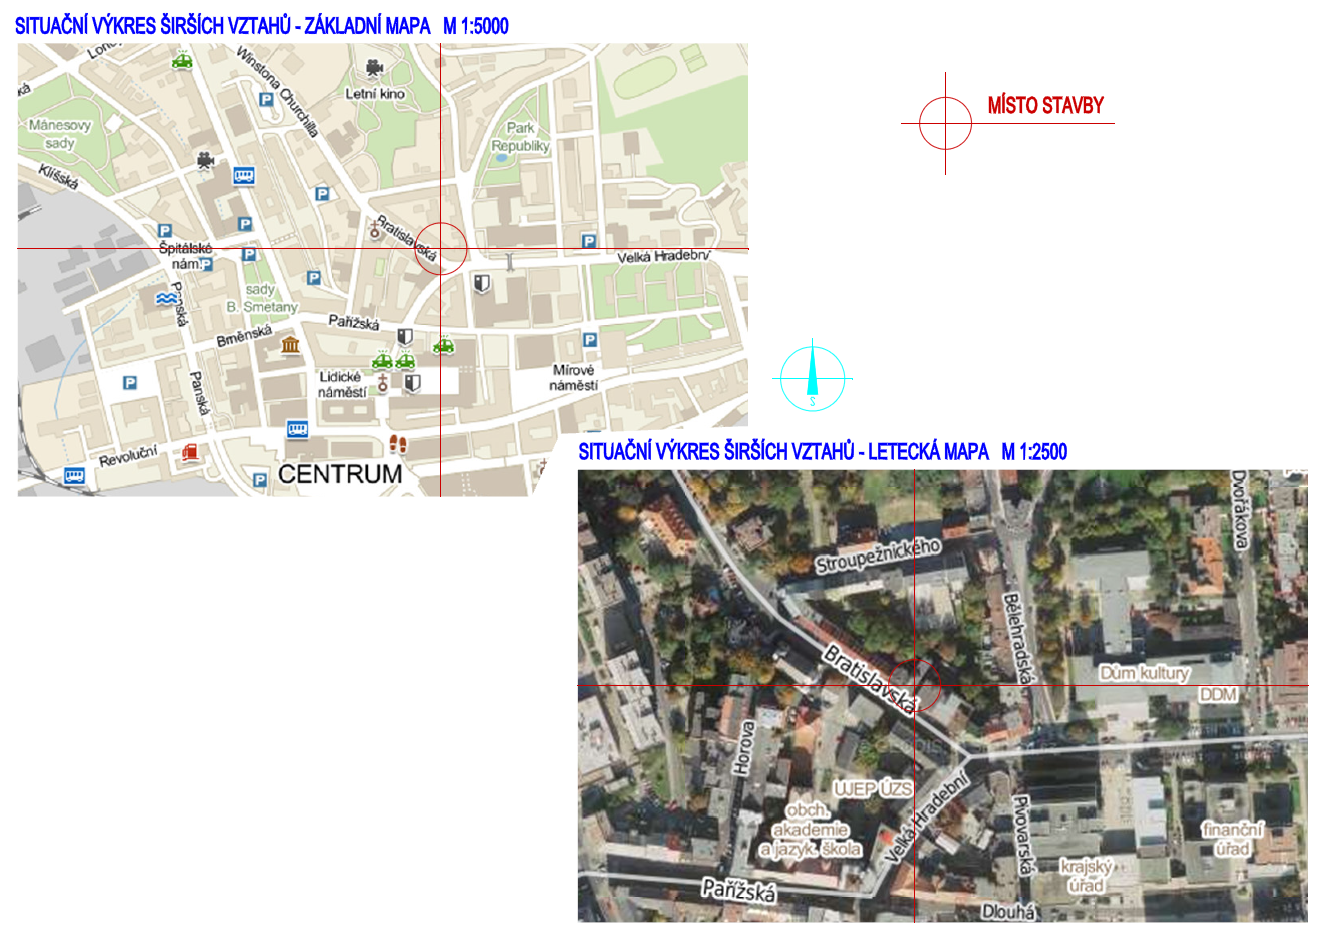 SITUAČNÍ VÝKRES ŠIRŠÍCH VZTAHŮ - ZÁKLADNÍ MAPA   M 1:5000
Winstona Churchilla
Letní kino
Mánesovy
sady
Park
Republiky
Klíšská
Bratislavská
Špitálské
nám.
Velká Hradební
sady
B. Smetany
Panská
Pařížská
Brněnská
Lidické
náměstí
Mírové
náměstí
Panská
Revoluční
CENTRUM
MÍSTO STAVBY
S
SITUAČNÍ VÝKRES ŠIRŠÍCH VZTAHŮ - LETECKÁ MAPA   M 1:2500
Dvořákova
Stroupežnického
Bělehradská
Bratislavská
Dům kultury
DDM
Horova
UJEP ÚZS
Velká Hradební
obch.
akademie
a jazyk. škola
Pivovarská
finanční
úřad
krajský
úřad
Pařížská
Dlouhá